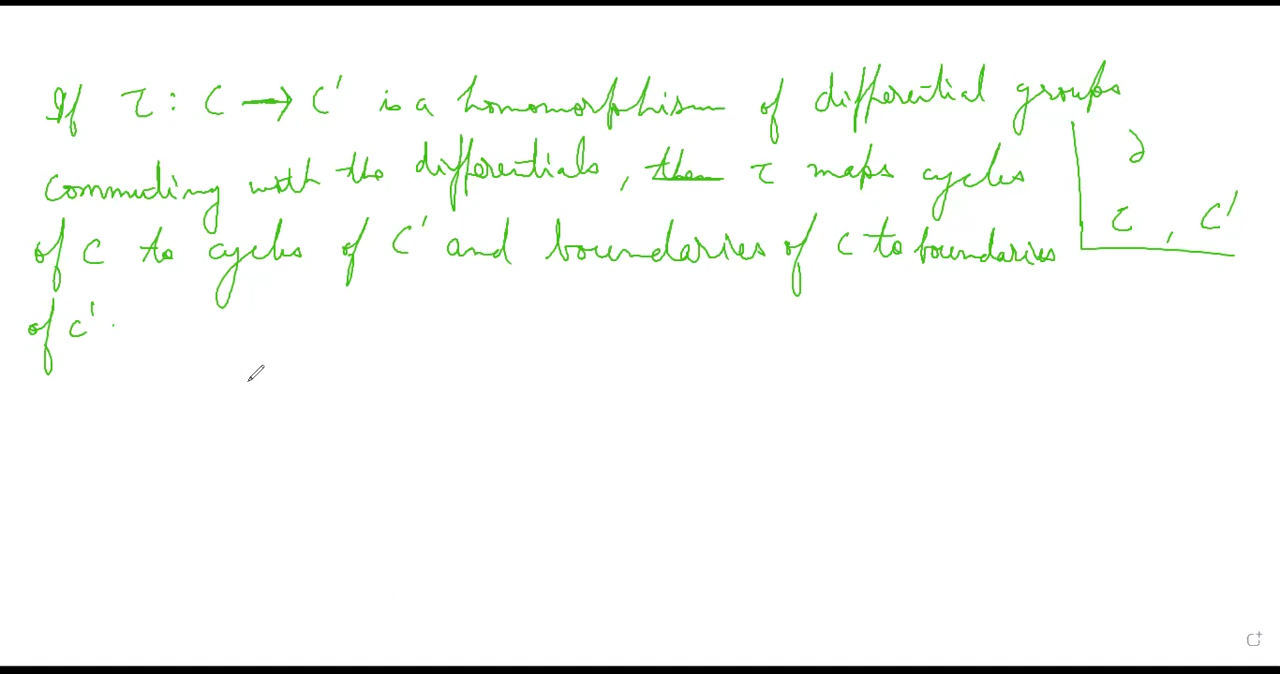 If τ : C → C' is a homomorphism of differential groups
commuting with the differentials, then τ maps cycles
of C to cycles of C' and boundaries of C to boundaries
of C'.
∂
C , C'